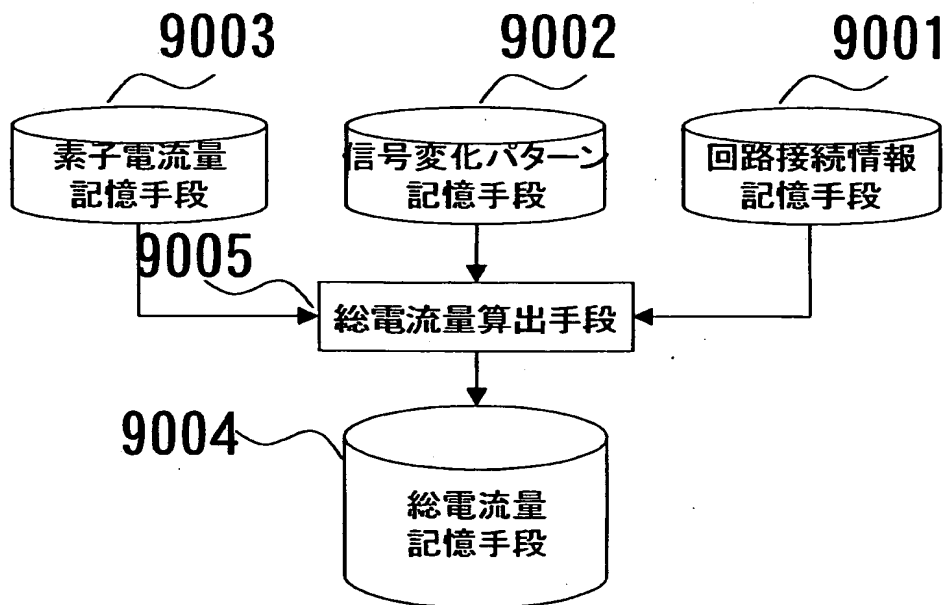 9003
9002
9001
素子電流量
記憶手段
信号変化パターン
記憶手段
回路接続情報
記憶手段
9005
総電流量算出手段
9004
総電流量
記憶手段